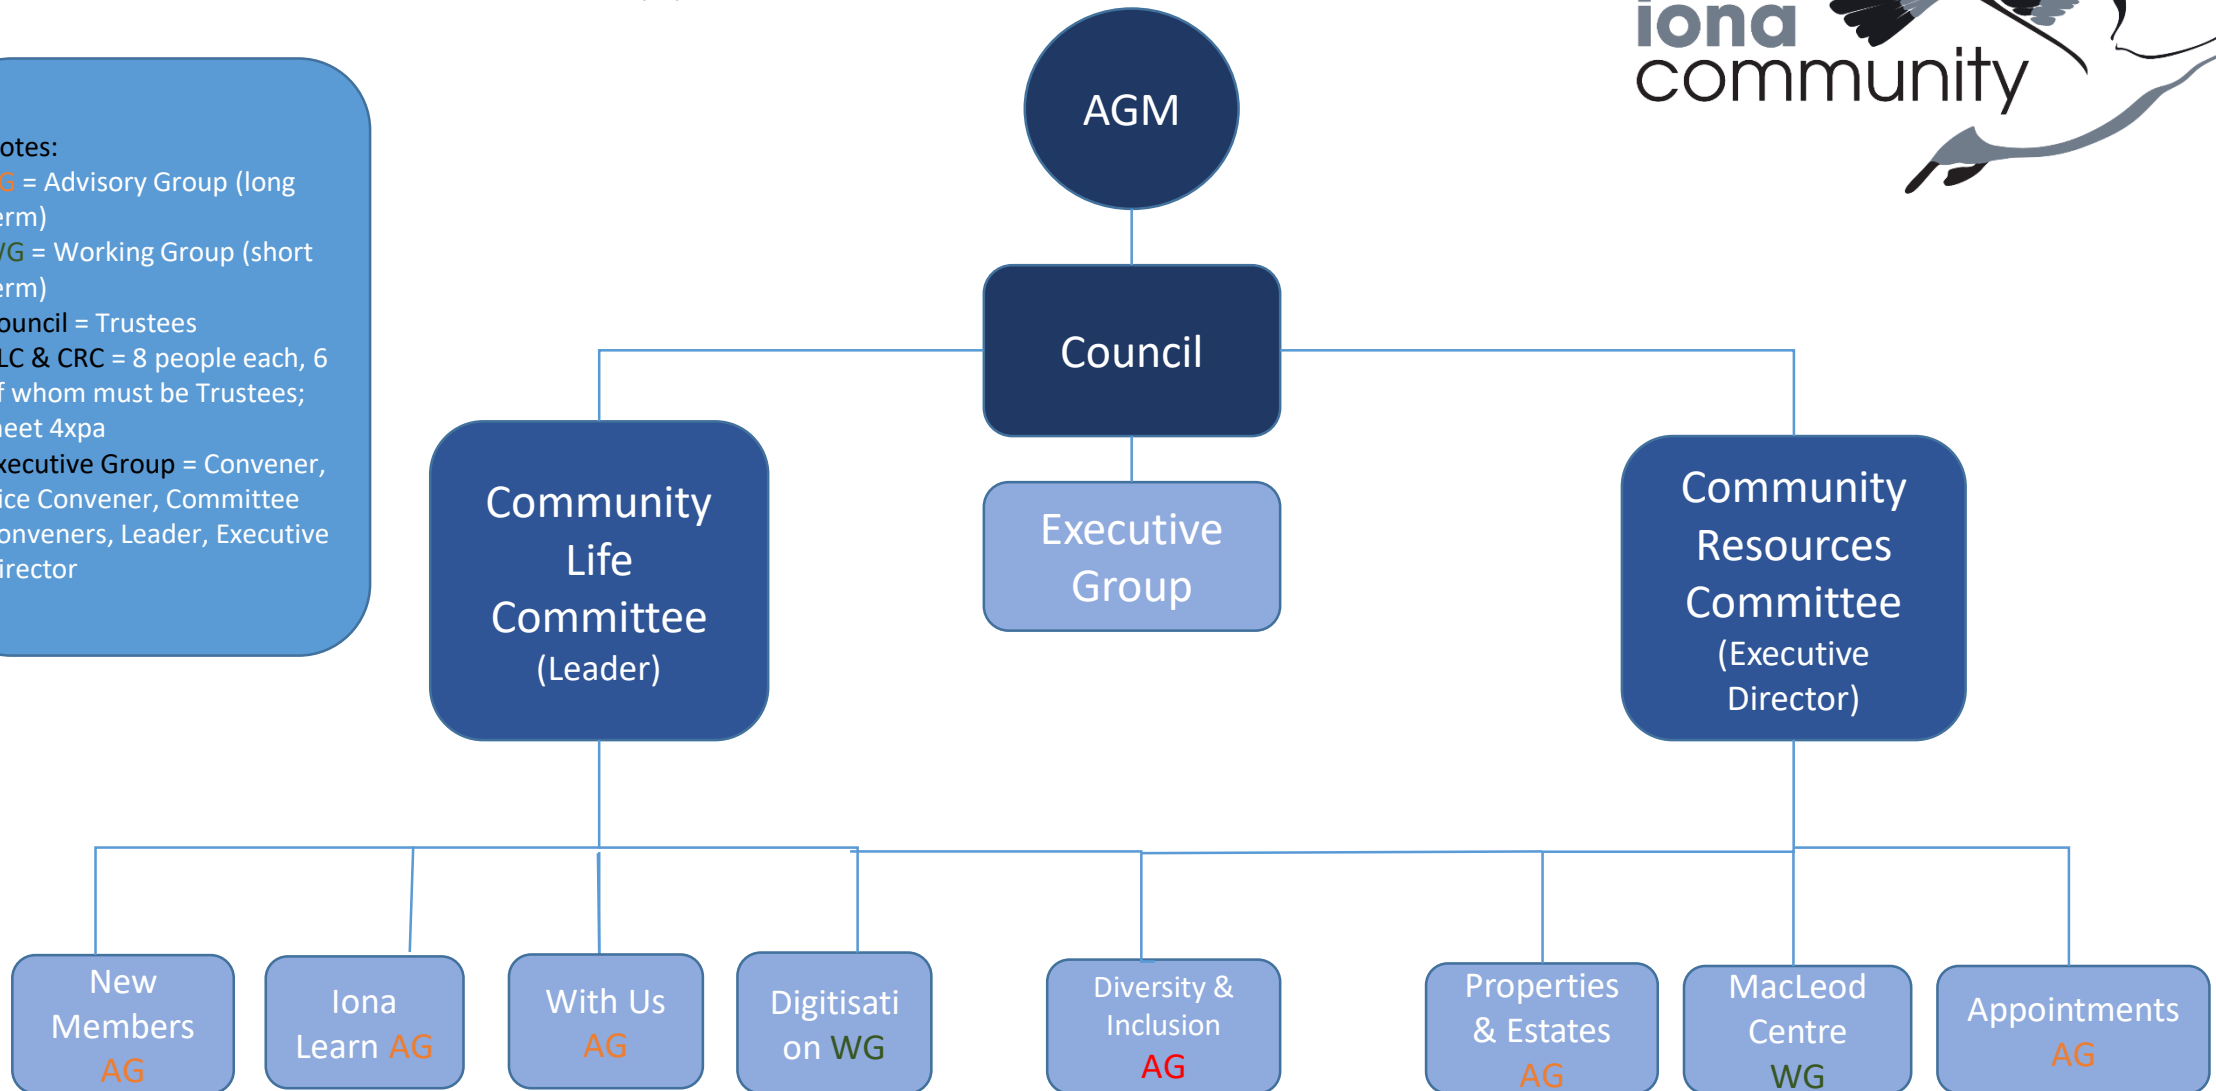 iona
community
AGM
otes:
G = Advisory Group (long
erm)
WG = Working Group (short
erm)
ouncil = Trustees
LC & CRC = 8 people each, 6
f whom must be Trustees;
neet 4xpa
xecutive Group = Convener,
ice Convener, Committee
onveners, Leader, Executive
irector
Council
Community
Life
Committee
(Leader)
Executive
Group
Community
Resources
Committee
(Executive
Director)
New
Members
AG
Iona
Learn AG
With Us
AG
Digitisati
on WG
Diversity &
Inclusion
AG
Properties
& Estates
AG
MacLeod
Centre
WG
Appointments
AG